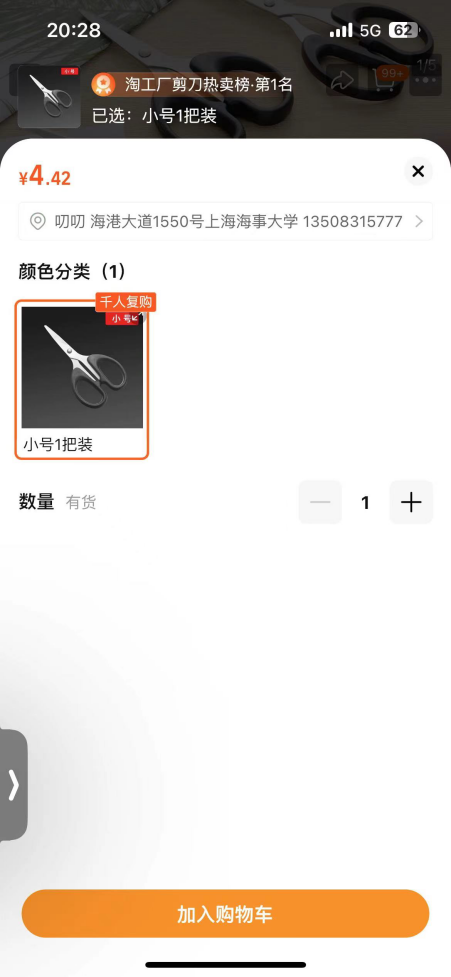 20:28
5G
62
小号
淘工厂剪刀热卖榜·第1名
99+
1/5
已选：小号1把装
¥4.42
叨叨 海港大道1550号上海海事大学 13508315777
颜色分类（1）
千人复购
小号
小号1把装
数量 有货
1
加入购物车